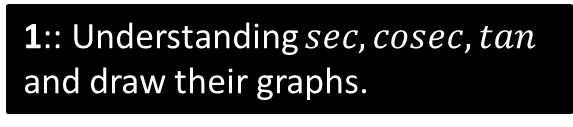 1:: Understanding sec, cosec, tan
and draw their graphs.